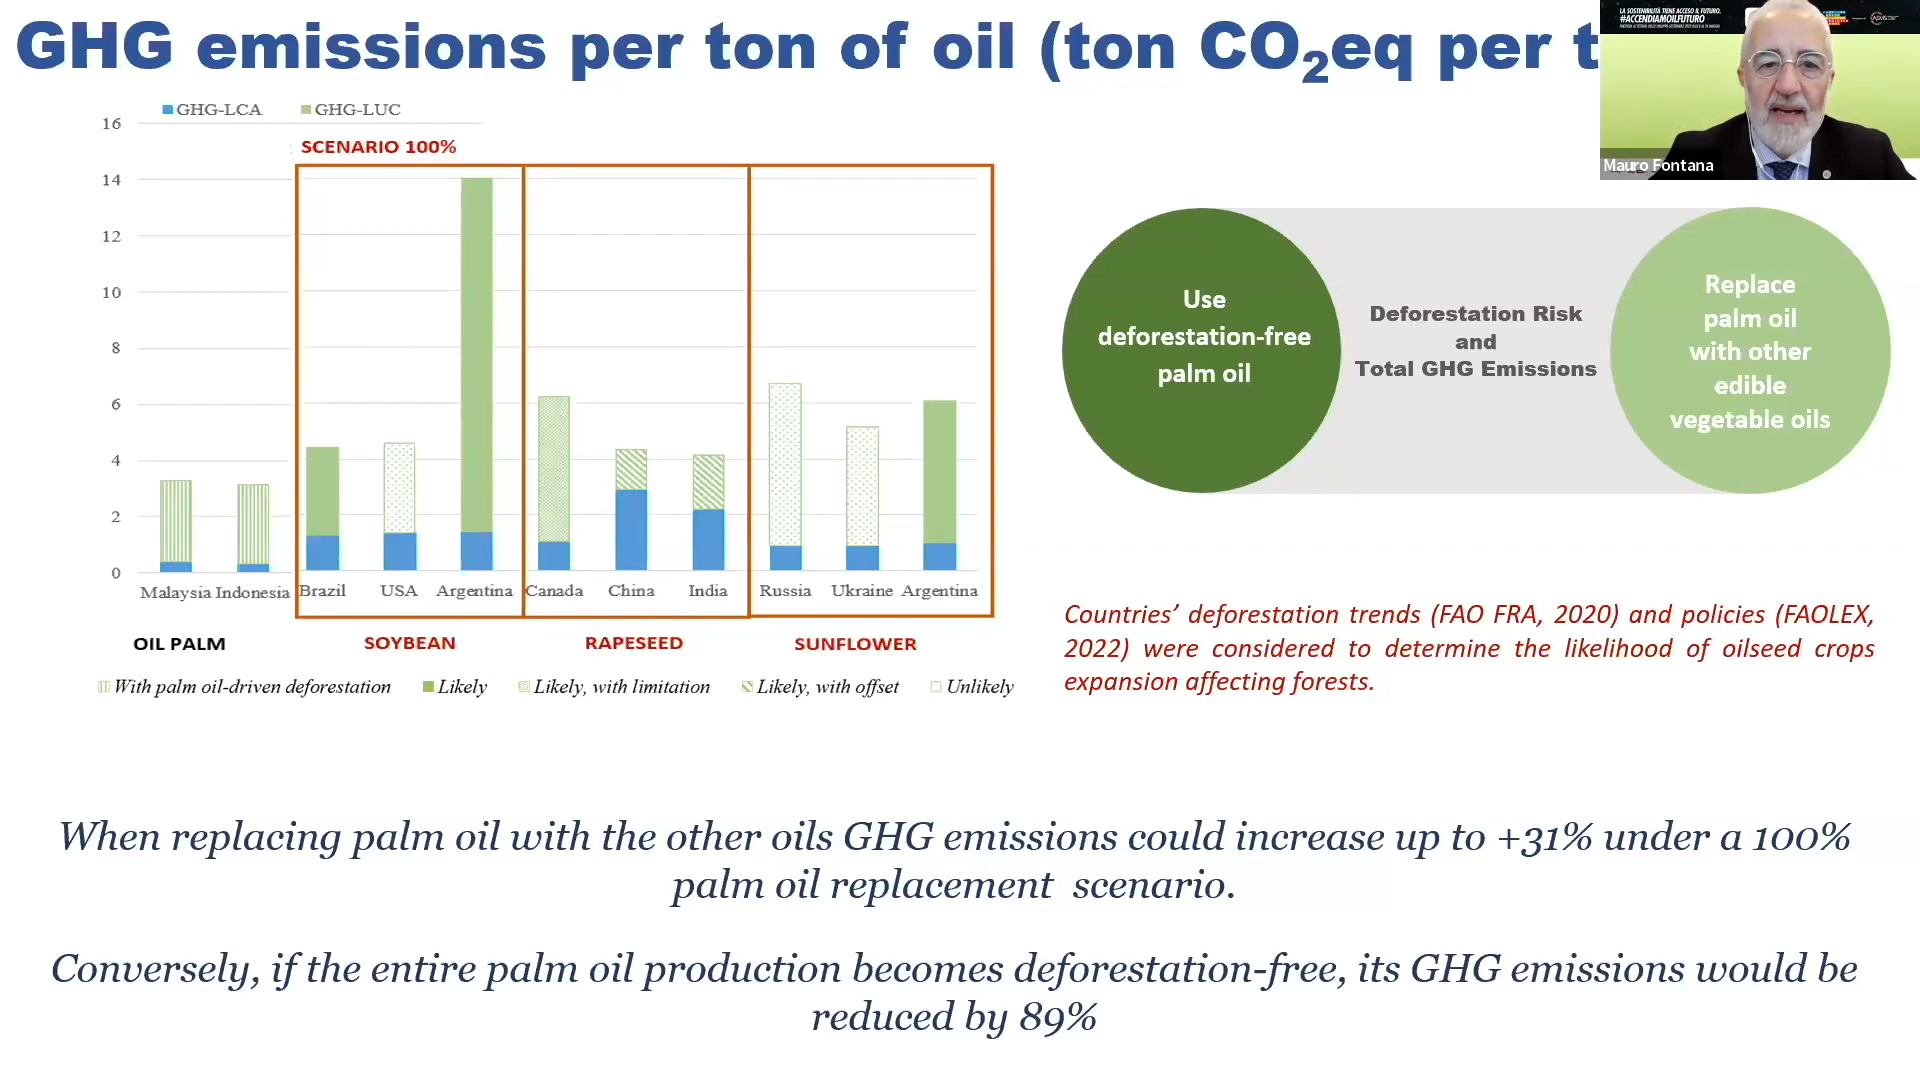 GHG emissions per ton of oil (ton CO₂eq per t
LA SOSTENIBILITÀ TIENE ACCESO IL FUTURO.
#ACCENDIAMOILFUTURO
Mauro Fontana
GHG-LCA GHG-LUC
16
SCENARIO 100%
14
12
10
8
6
4
2
0
Malaysia Indonesia Brazil USA Argentina Canada China India Russia Ukraine Argentina
OIL PALM SOYBEAN RAPESEED SUNFLOWER
With palm oil-driven deforestation Likely Likely, with limitation Likely, with offset Unlikely
Use
deforestation-free
palm oil
Deforestation Risk
and
Total GHG Emissions
Replace
palm oil
with other
edible
vegetable oils
Countries’ deforestation trends (FAO FRA, 2020) and policies (FAOLEX,
2022) were considered to determine the likelihood of oilseed crops
expansion affecting forests.
When replacing palm oil with the other oils GHG emissions could increase up to +31% under a 100%
palm oil replacement scenario.
Conversely, if the entire palm oil production becomes deforestation-free, its GHG emissions would be
reduced by 89%